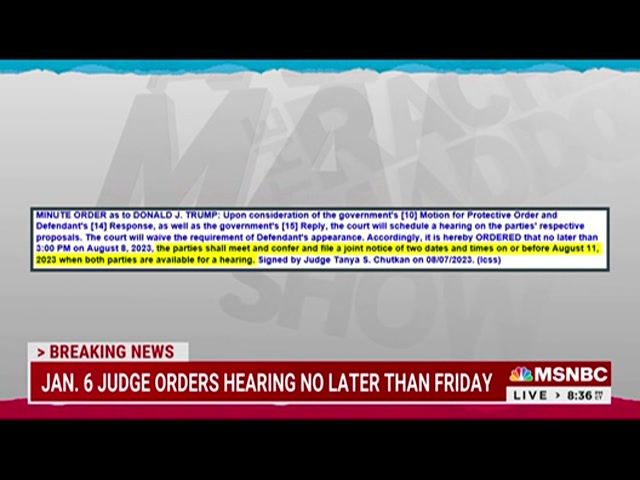 THE RACHEL
MADDOW
SHOW
MINUTE ORDER as to DONALD J. TRUMP: Upon consideration of the government's [10] Motion for Protective Order and
Defendant's [14] Response, as well as the government's [15] Reply, the court will schedule a hearing on the parties' respective
proposals. The court will waive the requirement of Defendant's appearance. Accordingly, it is hereby ORDERED that no later than
3:00 PM on August 8, 2023, the parties shall meet and confer and file a joint notice of two dates and times on or before August 11,
2023 when both parties are available for a hearing. Signed by Judge Tanya S. Chutkan on 08/07/2023. (lcss)
> BREAKING NEWS
JAN. 6 JUDGE ORDERS HEARING NO LATER THAN FRIDAY
MSNBC
LIVE > 8:36 PM CT